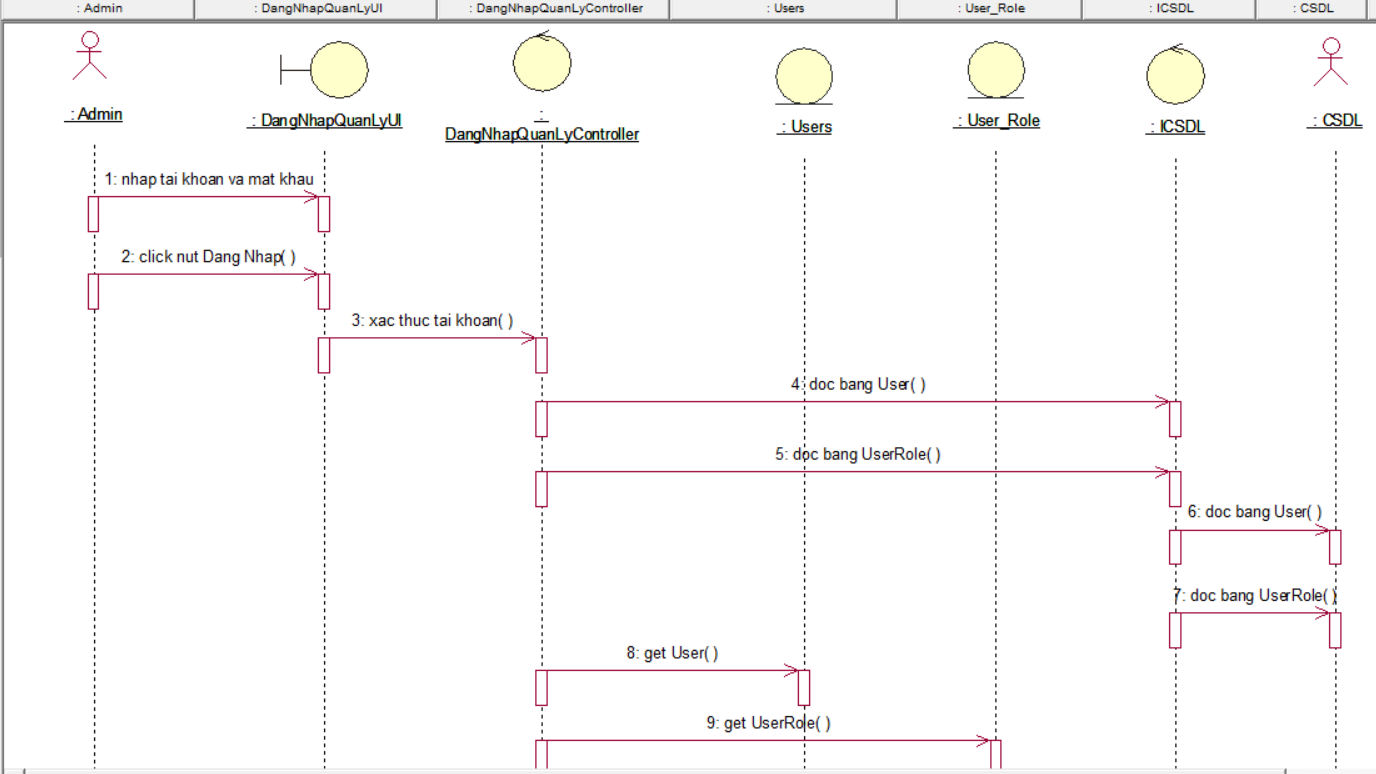 : Admin
: DangNhapQuanLyUI
: DangNhapQuanLyController
: Users
: User_Role
: ICSDL
: CSDL
: Admin
: DangNhapQuanLyUI
:
DangNhapQuanLyController
: Users
: User_Role
: ICSDL
: CSDL
1: nhap tai khoan va mat khau
2: click nut Dang Nhap( )
3: xac thuc tai khoan( )
4: doc bang User( )
5: doc bang UserRole( )
6: doc bang User( )
7: doc bang UserRole( )
8: get User( )
9: get UserRole( )